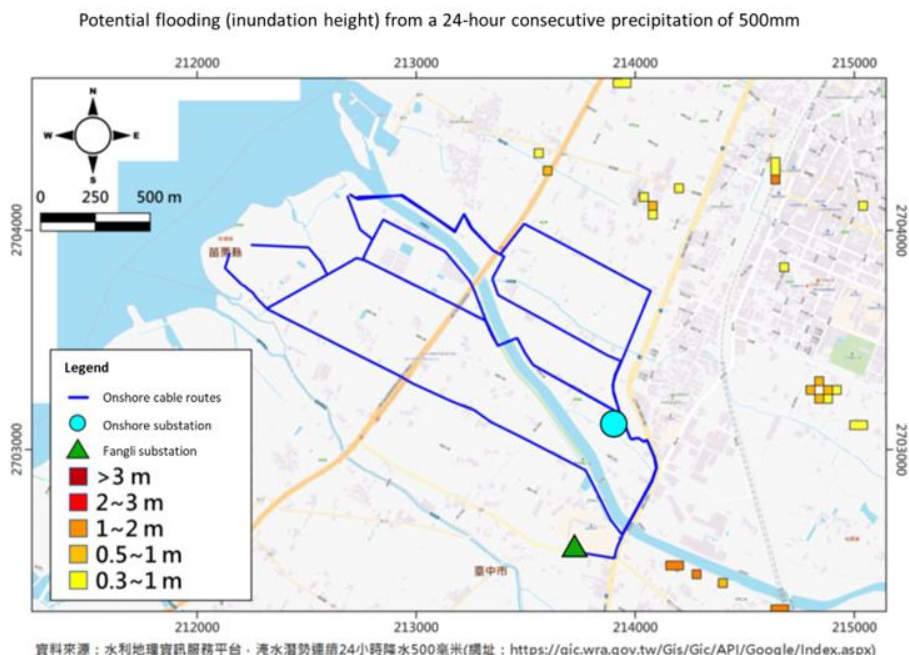 Potential flooding (inundation height) from a 24-hour consecutive precipitation of 500mm
212000 213000 214000 215000
N
W E
S
0 250 500 m
2704000 2704000
苗栗縣
Legend
Onshore cable routes
Onshore substation
Fangli substation
2703000 2703000
>3 m
2~3 m
1~2 m
0.5~1 m
0.3~1 m
臺中市
212000 213000 214000 215000
資料來源：水利地理資訊服務平台，淹水潛勢連續24小時降水500毫米(網址：https://gic.wra.gov.tw/Gis/Gic/API/Google/Index.aspx)